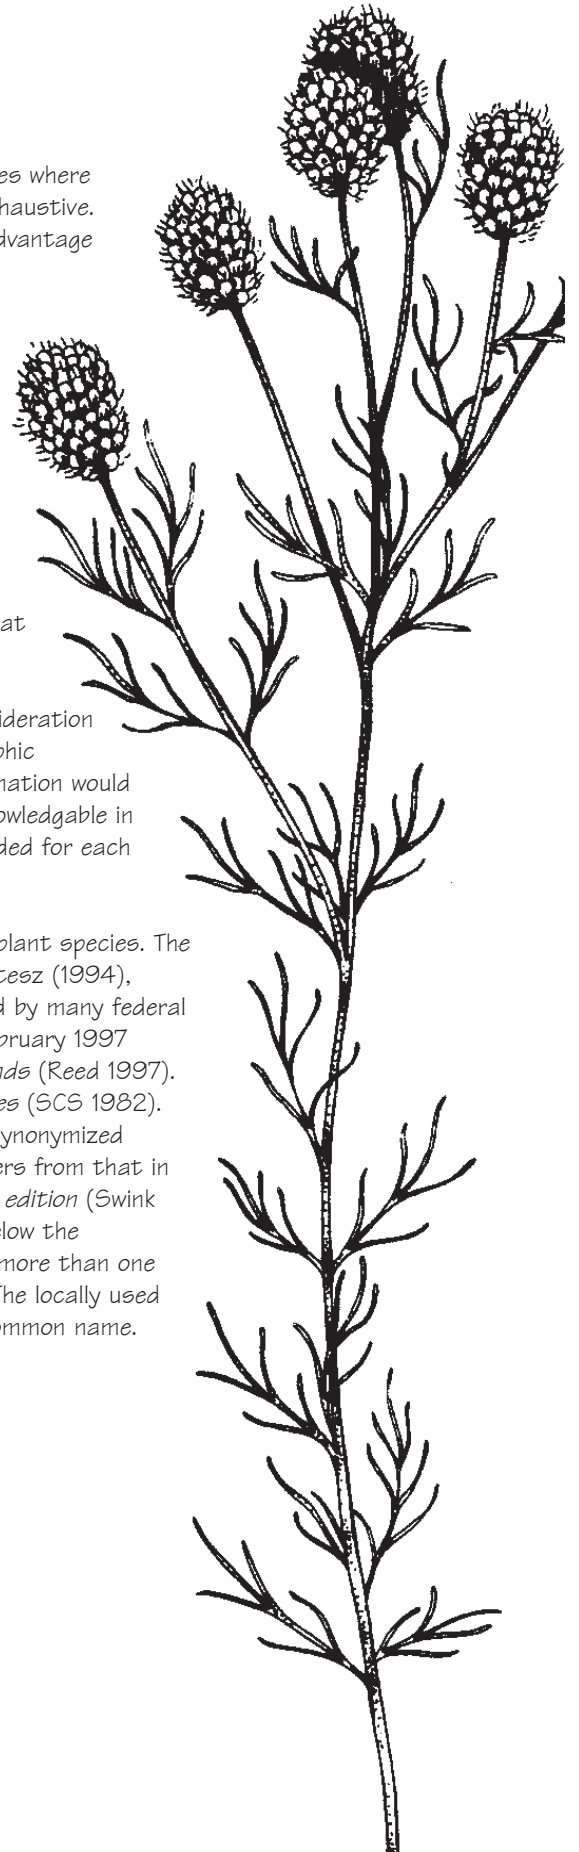 es where
haustive.
dvantage
at
ideration
phic
nation would
owledgable in
ded for each
plant species. The
tesz (1994),
d by many federal
bruary 1997
nds (Reed 1997).
es (SCS 1982).
ynonymized
ers from that in
edition (Swink
low the
more than one
The locally used
ommon name.